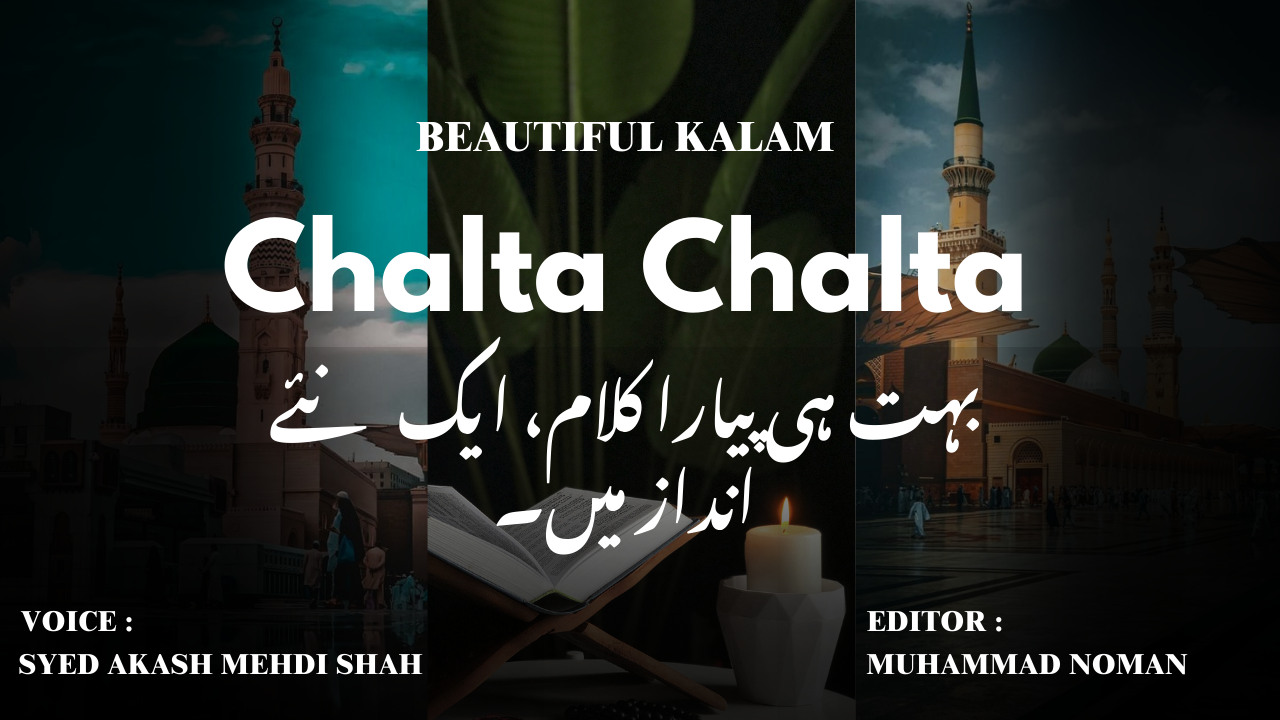 BEAUTIFUL KALAM
Chalta Chalta
بہت ہی پیارا کلام، ایک نئے
انداز میں۔
VOICE :
SYED AKASH MEHDI SHAH
EDITOR :
MUHAMMAD NOMAN